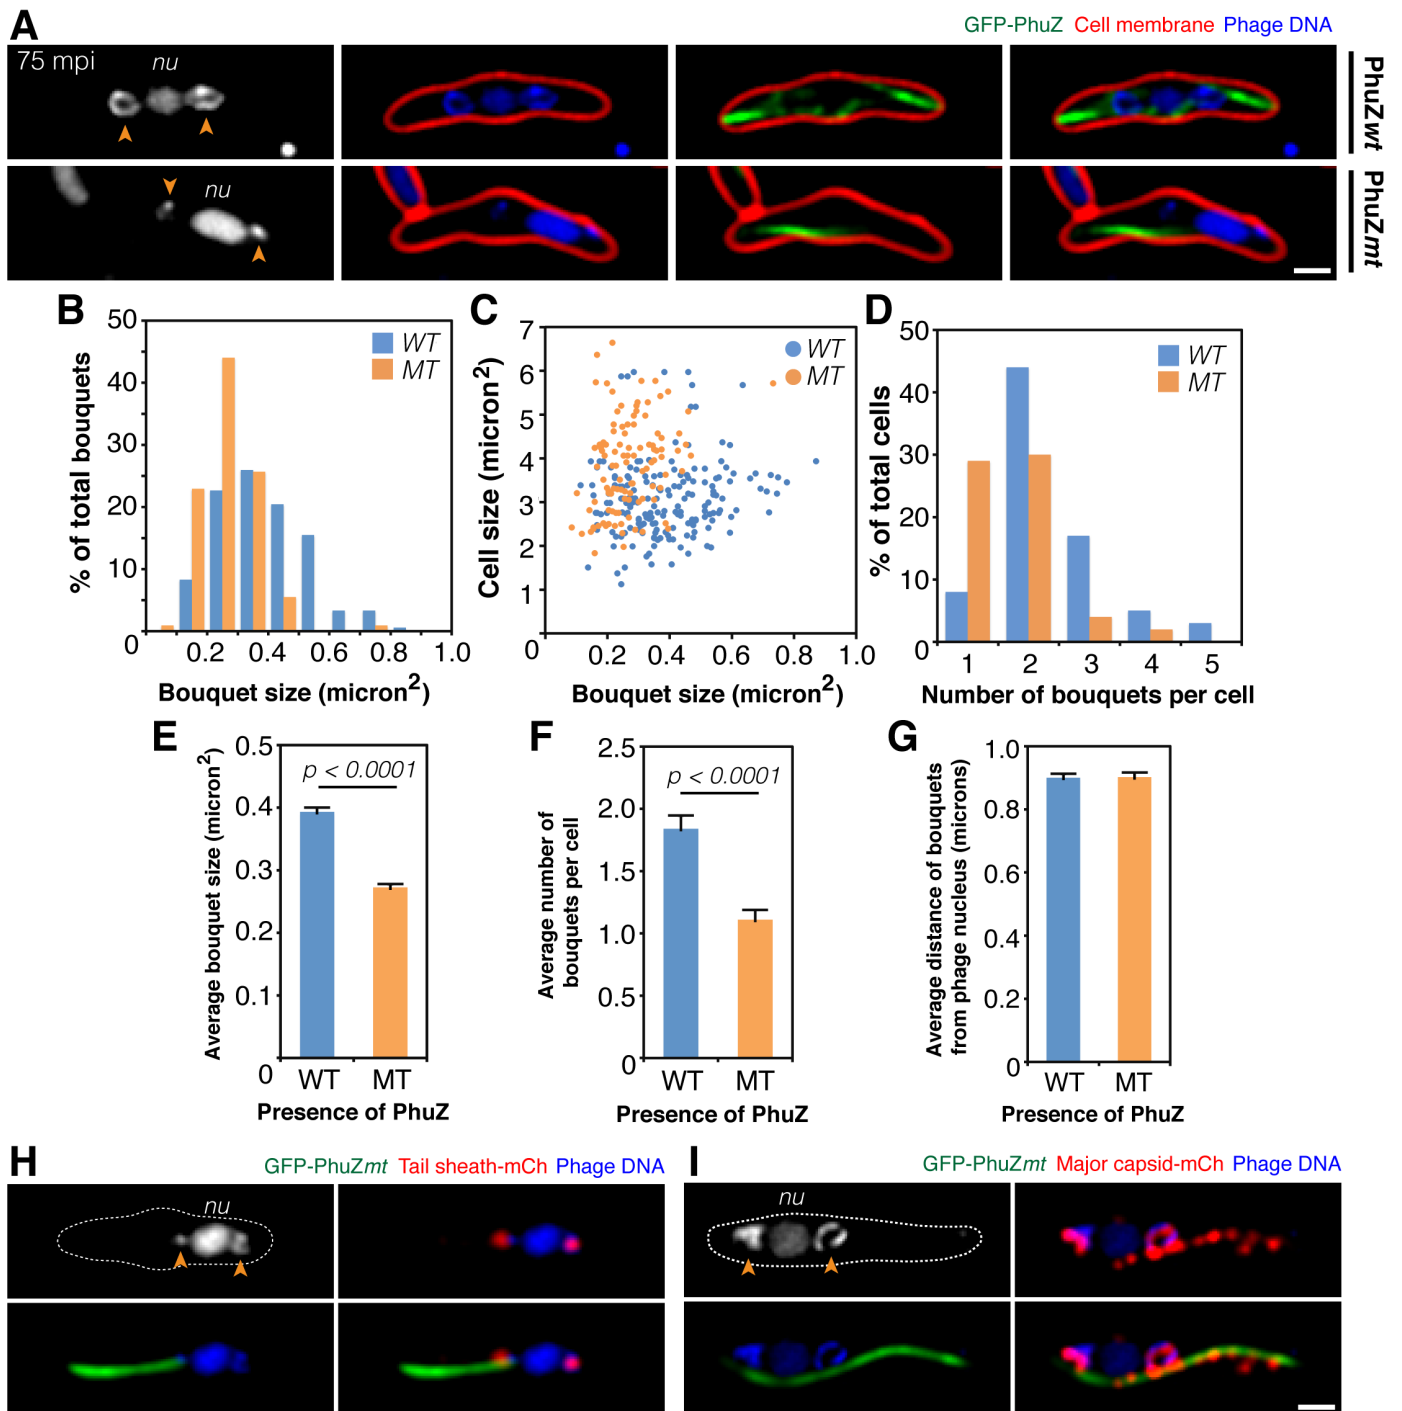 A
GFP-PhuZ Cell membrane Phage DNA
75 mpi
nu
PhuZwt
nu
PhuZmt
B
50
40
30
20
10
0
% of total bouquets
WT
MT
0.2 0.4 0.6 0.8 1.0
Bouquet size (micron²)
C
7
6
5
4
3
2
1
0
Cell size (micron²)
WT
MT
0.2 0.4 0.6 0.8 1.0
Bouquet size (micron²)
D
50
40
30
20
10
0
% of total cells
WT
MT
1 2 3 4 5
Number of bouquets per cell
E
0.5
0.4
0.3
0.2
0.1
0
Average bouquet size (micron²)
p < 0.0001
WT MT
Presence of PhuZ
F
2.5
2.0
1.5
1.0
0.5
0
Average number of
bouquets per cell
p < 0.0001
WT MT
Presence of PhuZ
G
1.0
0.8
0.6
0.4
0.2
0
Average distance of bouquets
from phage nucleus (microns)
WT MT
Presence of PhuZ
H
GFP-PhuZmt Tail sheath-mCh Phage DNA
nu
I
GFP-PhuZmt Major capsid-mCh Phage DNA
nu